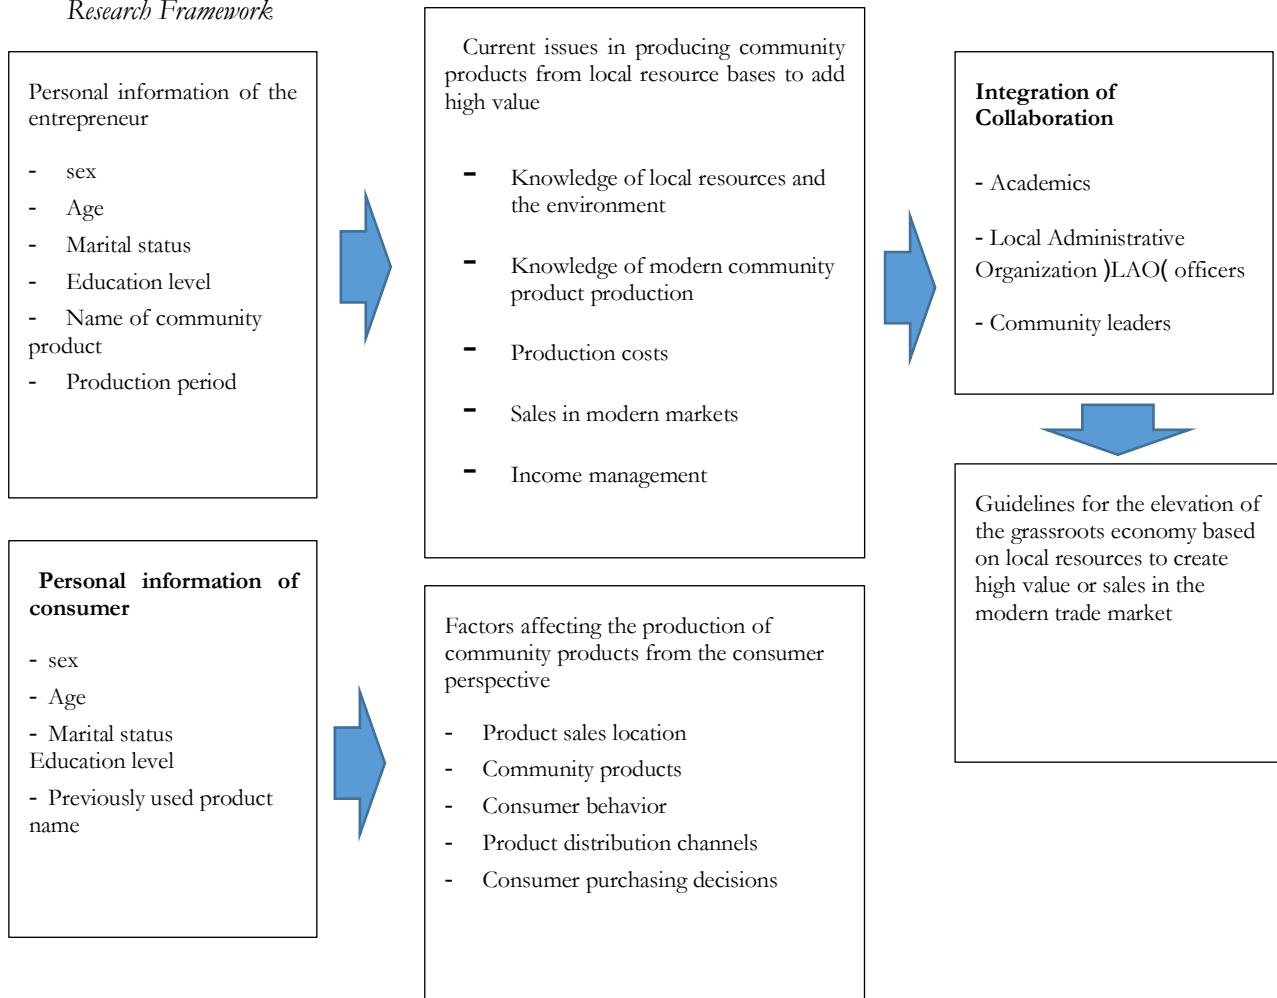 Research Framework
Personal information of the
entrepreneur
- sex
- Age
- Marital status
- Education level
- Name of community
product
- Production period
Current issues in producing community
products from local resource bases to add
high value
- Knowledge of local resources and
the environment
- Knowledge of modern community
product production
- Production costs
- Sales in modern markets
- Income management
Integration of
Collaboration
- Academics
- Local Administrative
Organization )LAO( officers
- Community leaders
Personal information of
consumer
- sex
- Age
- Marital status
Education level
- Previously used product
name
Factors affecting the production of
community products from the consumer
perspective
- Product sales location
- Community products
- Consumer behavior
- Product distribution channels
- Consumer purchasing decisions
Guidelines for the elevation of
the grassroots economy based
on local resources to create
high value or sales in the
modern trade market